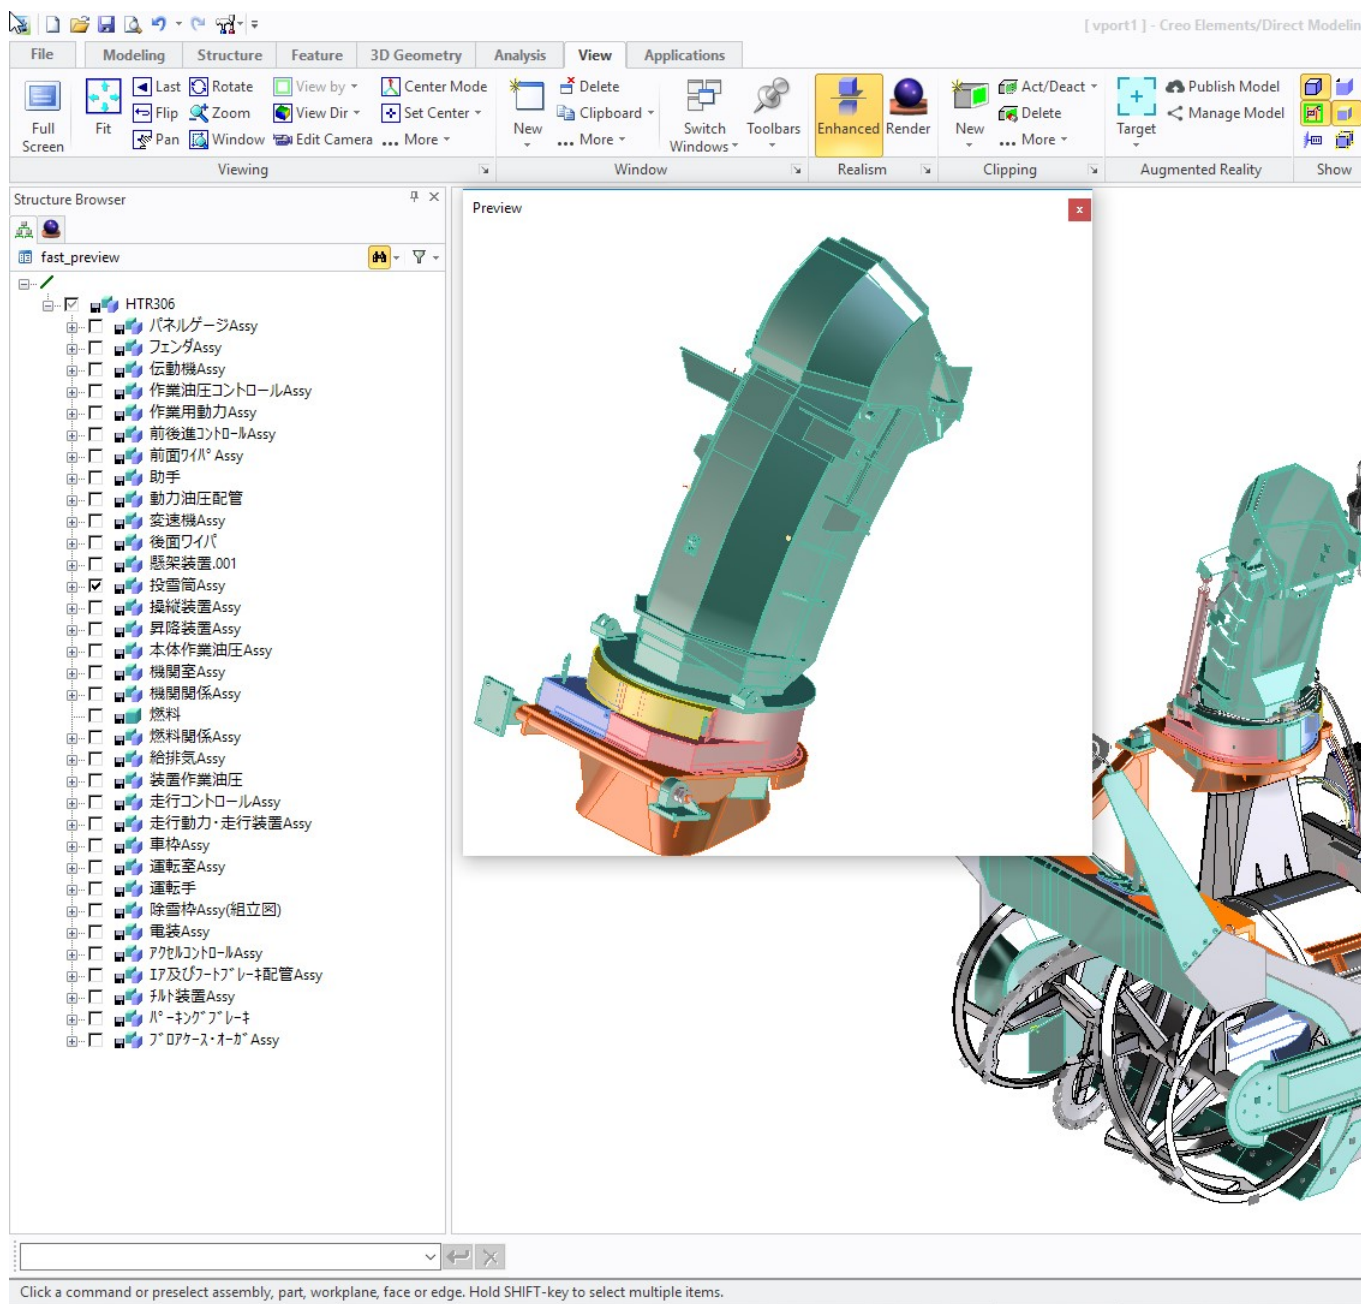 [ vport1 ] - Creo Elements/Direct Modelin
File Modeling Structure Feature 3D Geometry Analysis View Applications
Last Rotate View by Center Mode Delete Act/Deact Publish Model
Flip Zoom View Dir Set Center Clipboard Delete Manage Model
Full Screen Fit New Switch Windows Toolbars Enhanced Render New Target
Pan Window Edit Camera ... More ... More ... More
Viewing Window Realism Clipping Augmented Reality Show
Structure Browser
Preview
fast_preview
HTR306
パネルゲージAssy
フェンダAssy
伝動機Assy
作業油圧コントロールAssy
作業用動力Assy
前後進ｺﾝﾄﾛｰﾙAssy
前面ﾜｲﾊﾟAssy
助手
動力油圧配管
変速機Assy
後面ワイパ
懸架装置.001
投雪筒Assy
操縦装置Assy
昇降装置Assy
本体作業油圧Assy
機関室Assy
機関関係Assy
燃料
燃料関係Assy
給排気Assy
装置作業油圧
走行コントロールAssy
走行動力・走行装置Assy
車枠Assy
運転室Assy
運転手
除雪枠Assy(組立図)
電装Assy
ｱｸｾﾙｺﾝﾄﾛｰﾙAssy
ｴｱ及びﾌｰﾄﾌﾞﾚｰｷ配管Assy
ﾁﾙﾄ装置Assy
ﾊﾟｰｷﾝｸﾞﾌﾞﾚｰｷ
ﾌﾞﾛｱｹｰｽ･ｵｰｶﾞAssy
Click a command or preselect assembly, part, workplane, face or edge. Hold SHIFT-key to select multiple items.